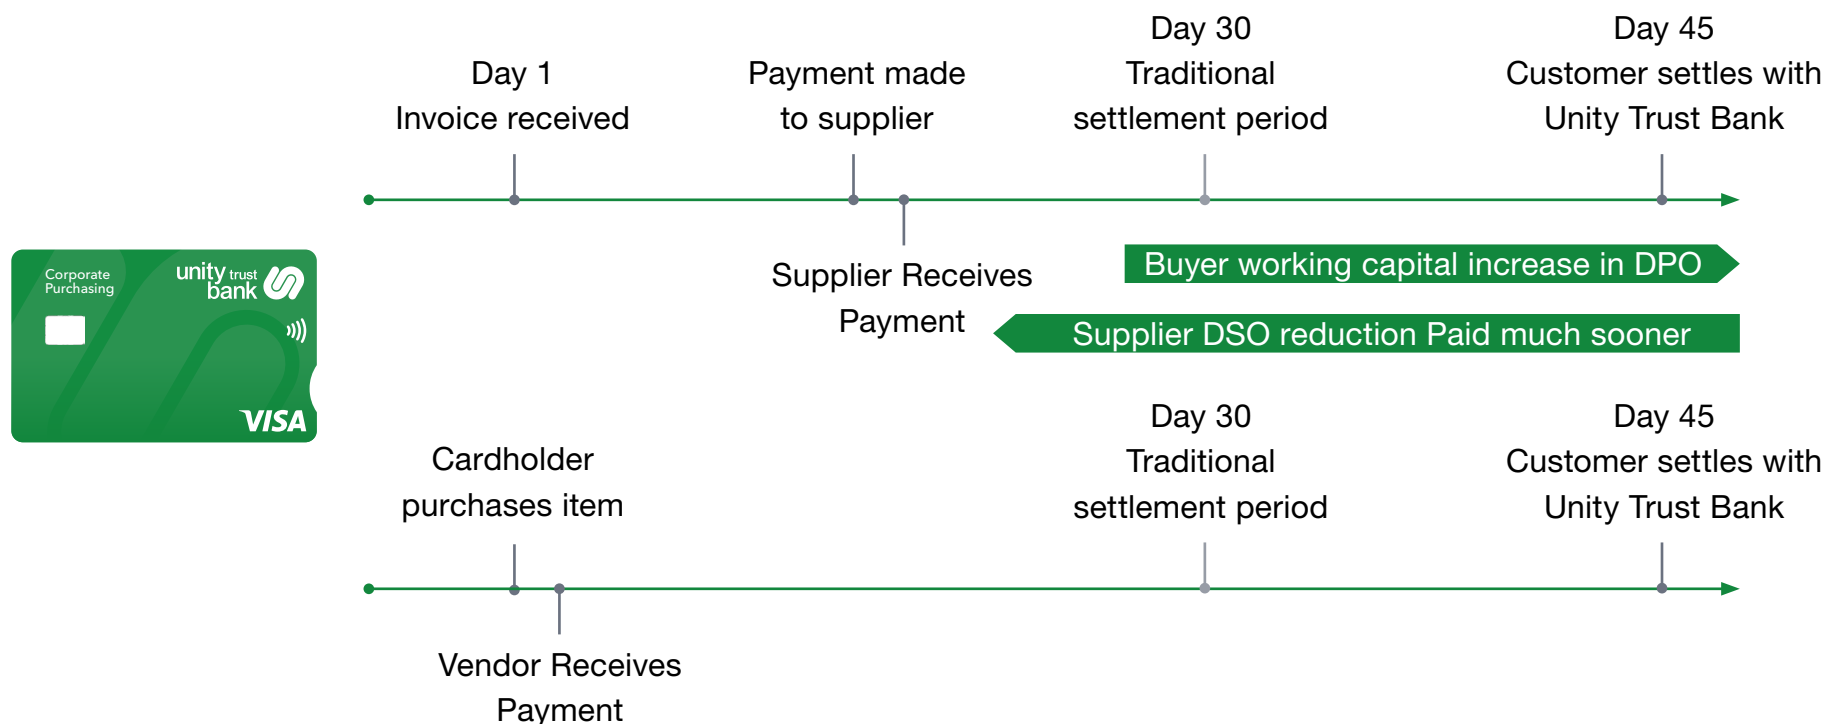 Day 1
Invoice received
Payment made
to supplier
Day 30
Traditional
settlement period
Day 45
Customer settles with
Unity Trust Bank
Supplier Receives
Payment
Buyer working capital increase in DPO
Supplier DSO reduction Paid much sooner
Corporate
Purchasing
unity trust
bank
VISA
Cardholder
purchases item
Day 30
Traditional
settlement period
Day 45
Customer settles with
Unity Trust Bank
Vendor Receives
Payment